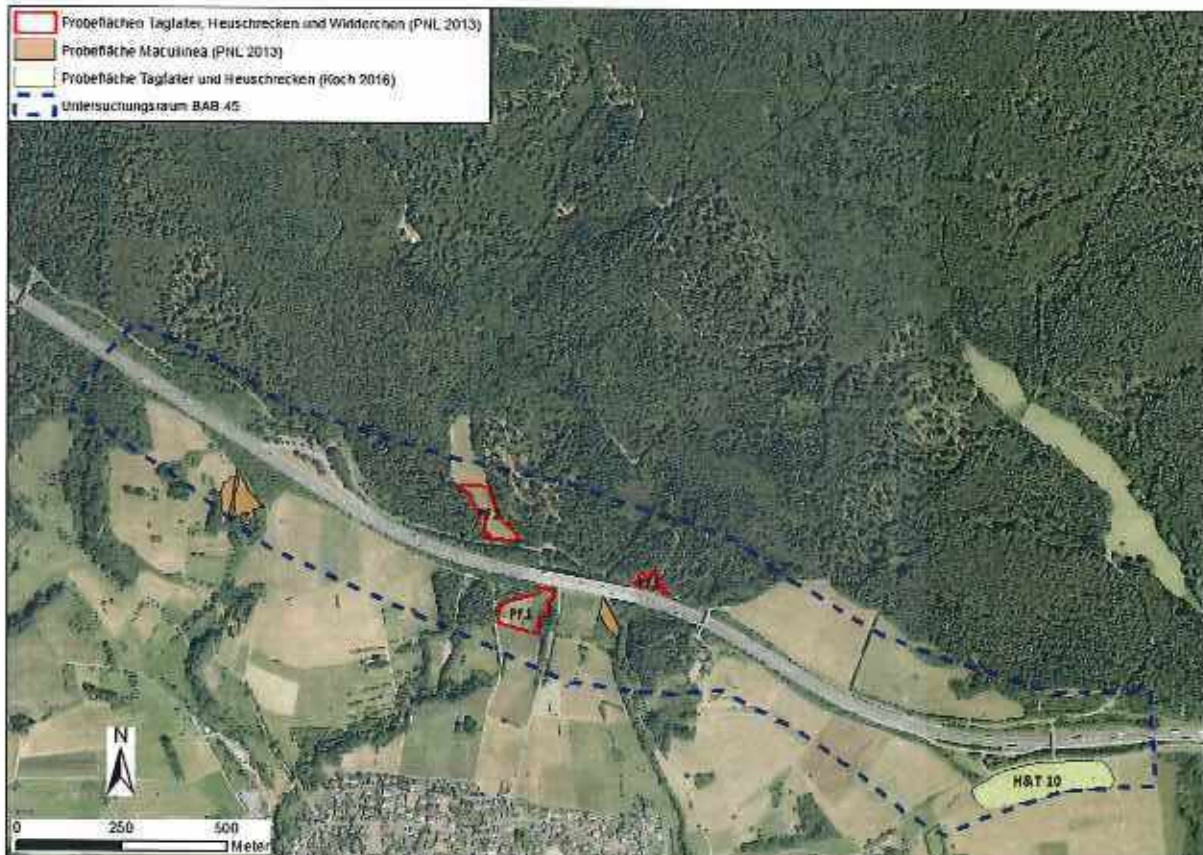 Probeflächen Tagfalter, Heuschrecken und Widderchen (PNL 2013)
Probefläche Maculinea (PNL 2013)
Probefläche Tagfalter und Heuschrecken (Koch 2016)
Untersuchungsraum BAB 45
H&T 10
N
0 250 500
Meter